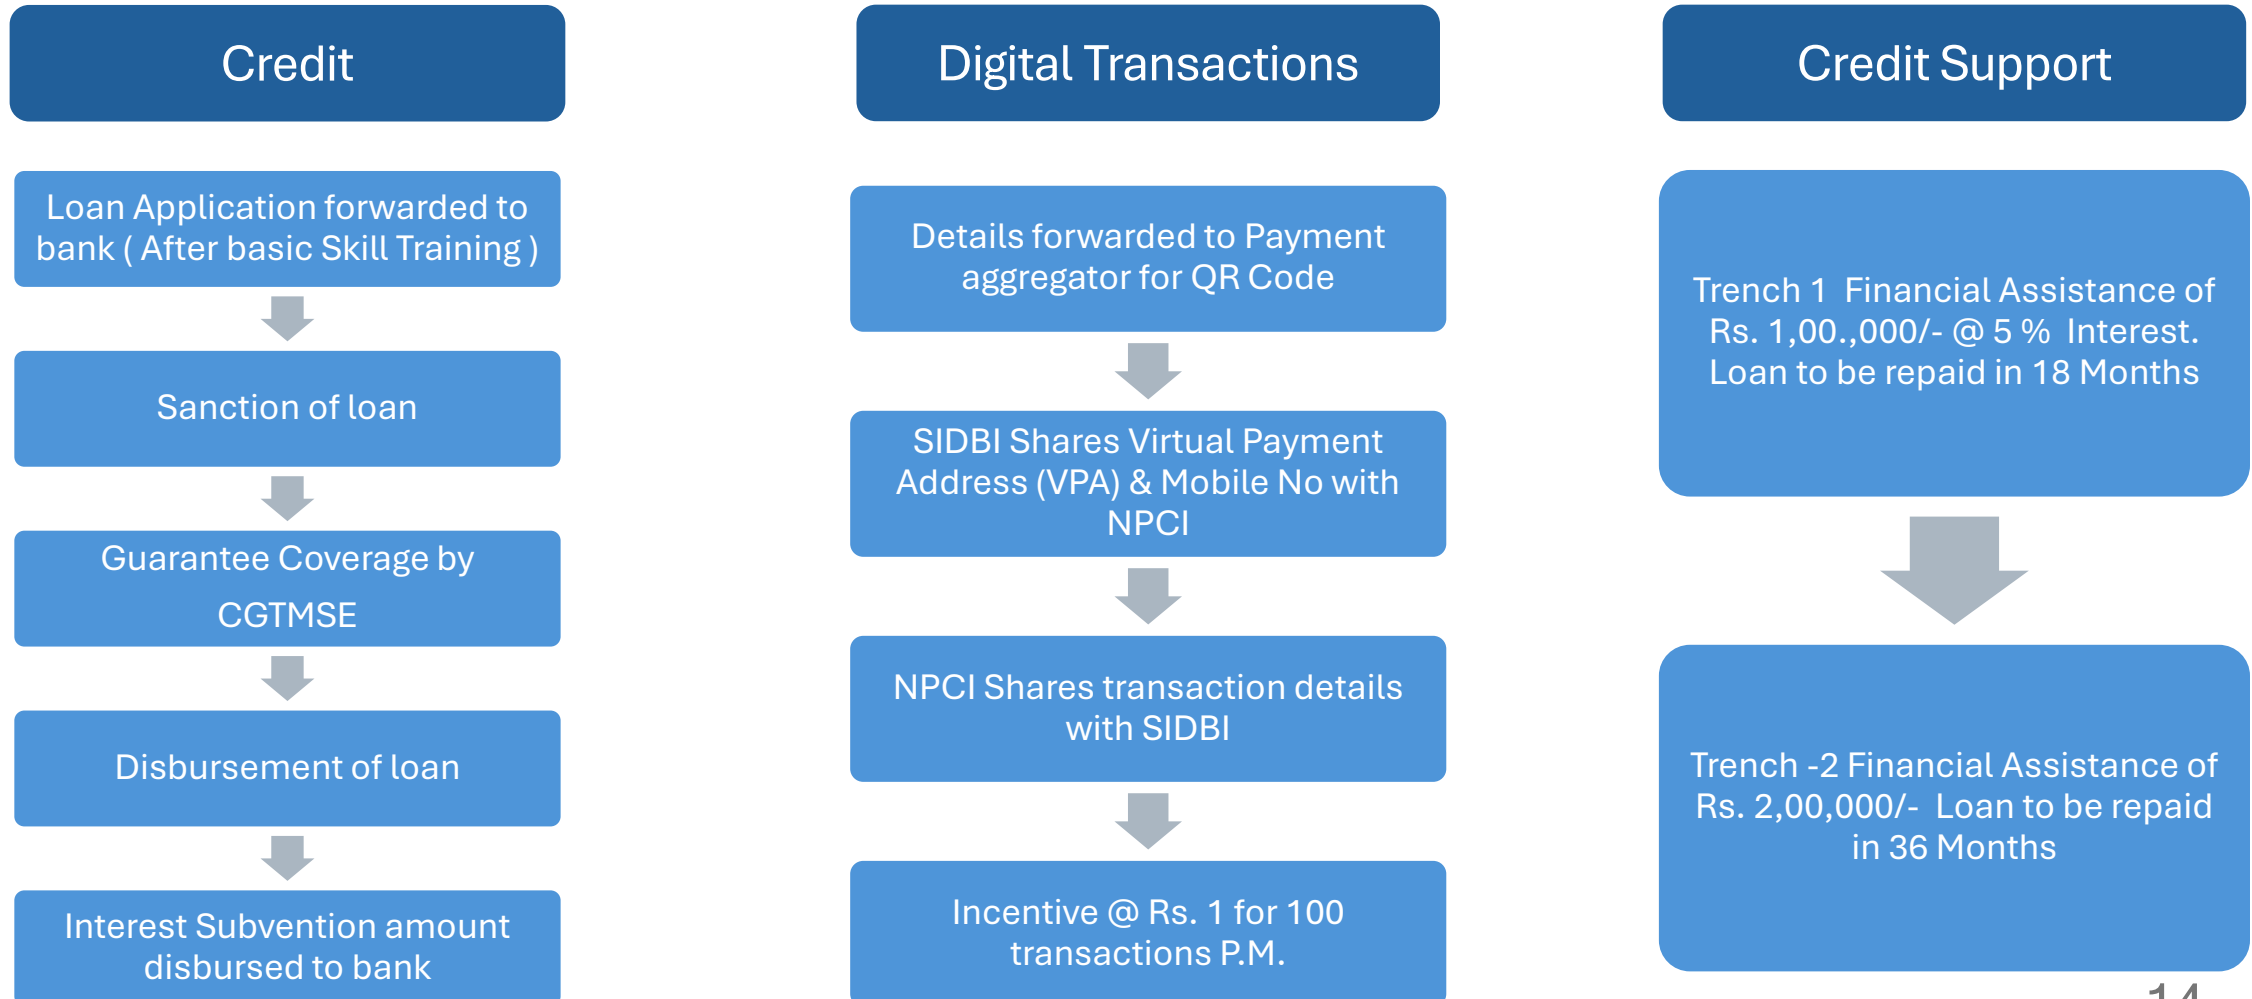 Credit
Loan Application forwarded to
bank ( After basic Skill Training )
Sanction of loan
Guarantee Coverage by
CGTMSE
Disbursement of loan
Interest Subvention amount
disbursed to bank
Digital Transactions
Details forwarded to Payment
aggregator for QR Code
SIDBI Shares Virtual Payment
Address (VPA) & Mobile No with
NPCI
NPCI Shares transaction details
with SIDBI
Incentive @ Rs. 1 for 100
transactions P.M.
Credit Support
Trench 1 Financial Assistance of
Rs. 1,00.,000/- @ 5 % Interest.
Loan to be repaid in 18 Months
Trench -2 Financial Assistance of
Rs. 2,00,000/- Loan to be repaid
in 36 Months
14